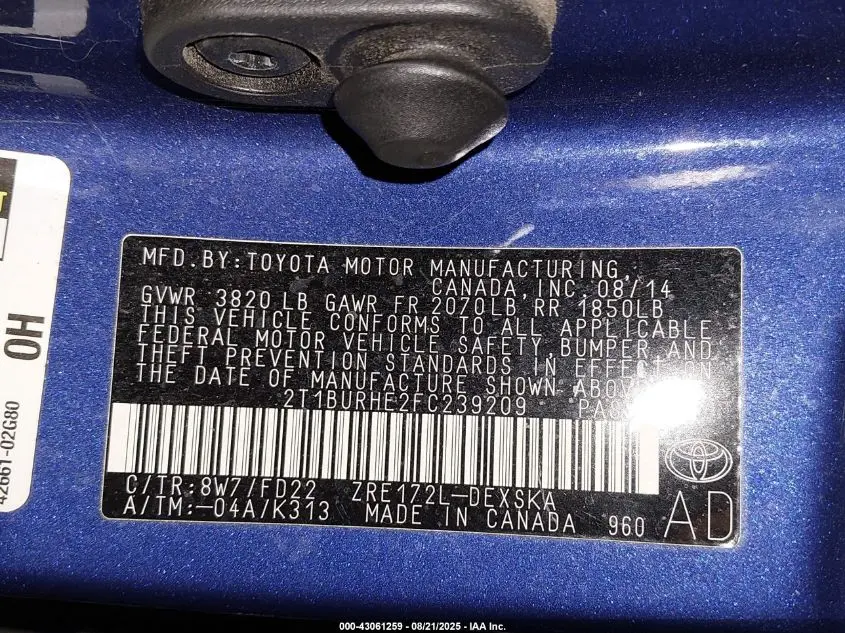 MFD.BY:TOYOTA MOTOR MANUFACTURING,
CANADA, INC. 08/14
GVWR 3820 LB GAWR FR 2070LB RR 1850LB
THIS VEHICLE CONFORMS TO ALL APPLICABLE
FEDERAL MOTOR VEHICLE SAFETY, BUMPER, AND
THEFT PREVENTION STANDARDS IN EFFECT ON
THE DATE OF MANUFACTURE SHOWN ABOVE
2T1BURHE2FC239209
C/TR:8W7/FD22 ZRE172L-DEXSKA
A/TM:-04A/K313 MADE IN CANADA 960
AD
OH
42661-02G80
000-43061259 - 08/21/2025 - IAA Inc.